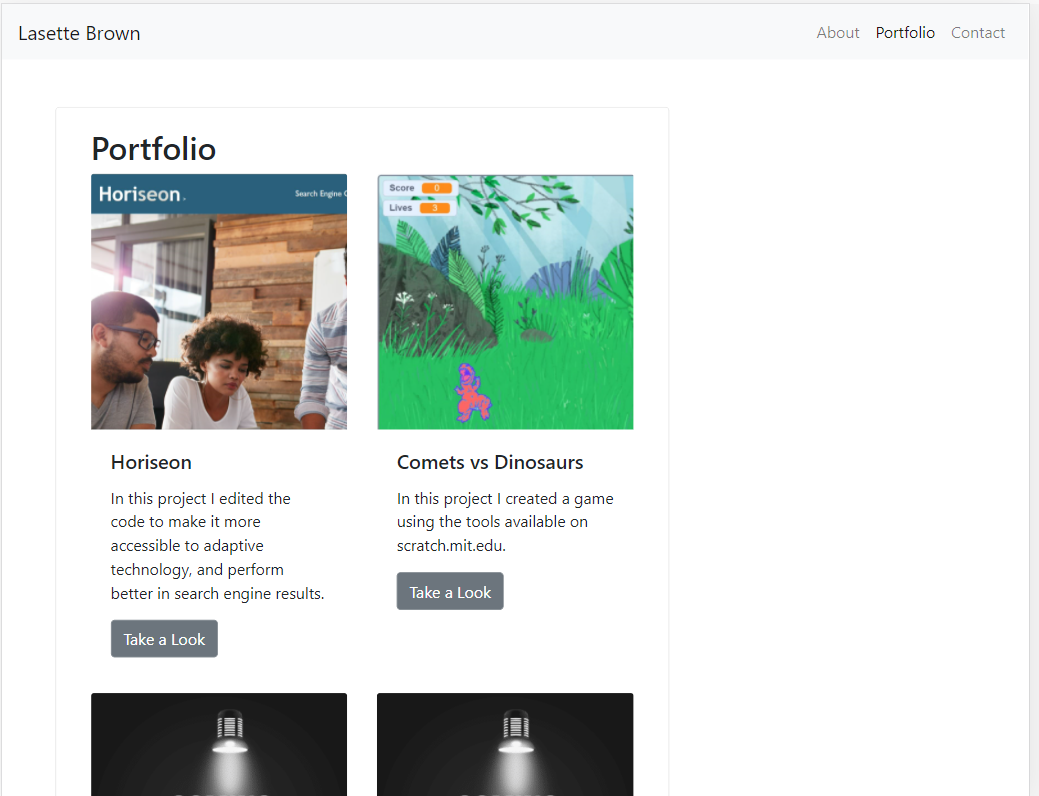 Lasette Brown
About Portfolio Contact
Portfolio
Horiseon.
Search Engine
Score 0
Lives 3
Horiseon
In this project I edited the
code to make it more
accessible to adaptive
technology, and perform
better in search engine results.
Take a Look
Comets vs Dinosaurs
In this project I created a game
using the tools available on
scratch.mit.edu.
Take a Look